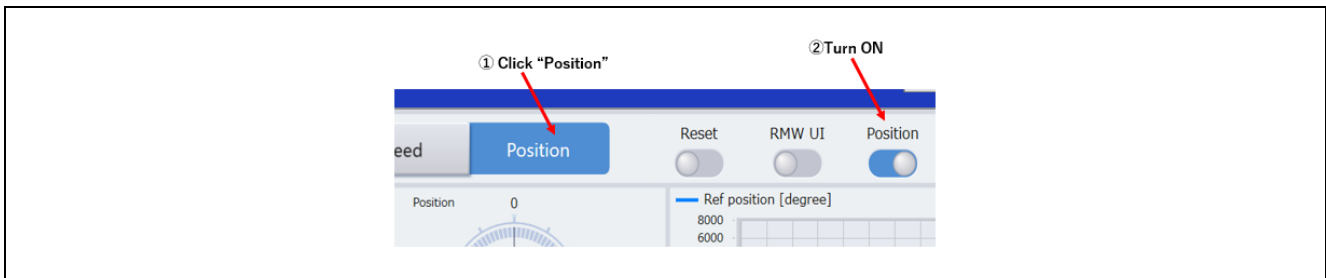 ②Turn ON
① Click “Position”
Reset RMW UI Position
eed Position
Position 0
Ref position [degree]
8000
6000